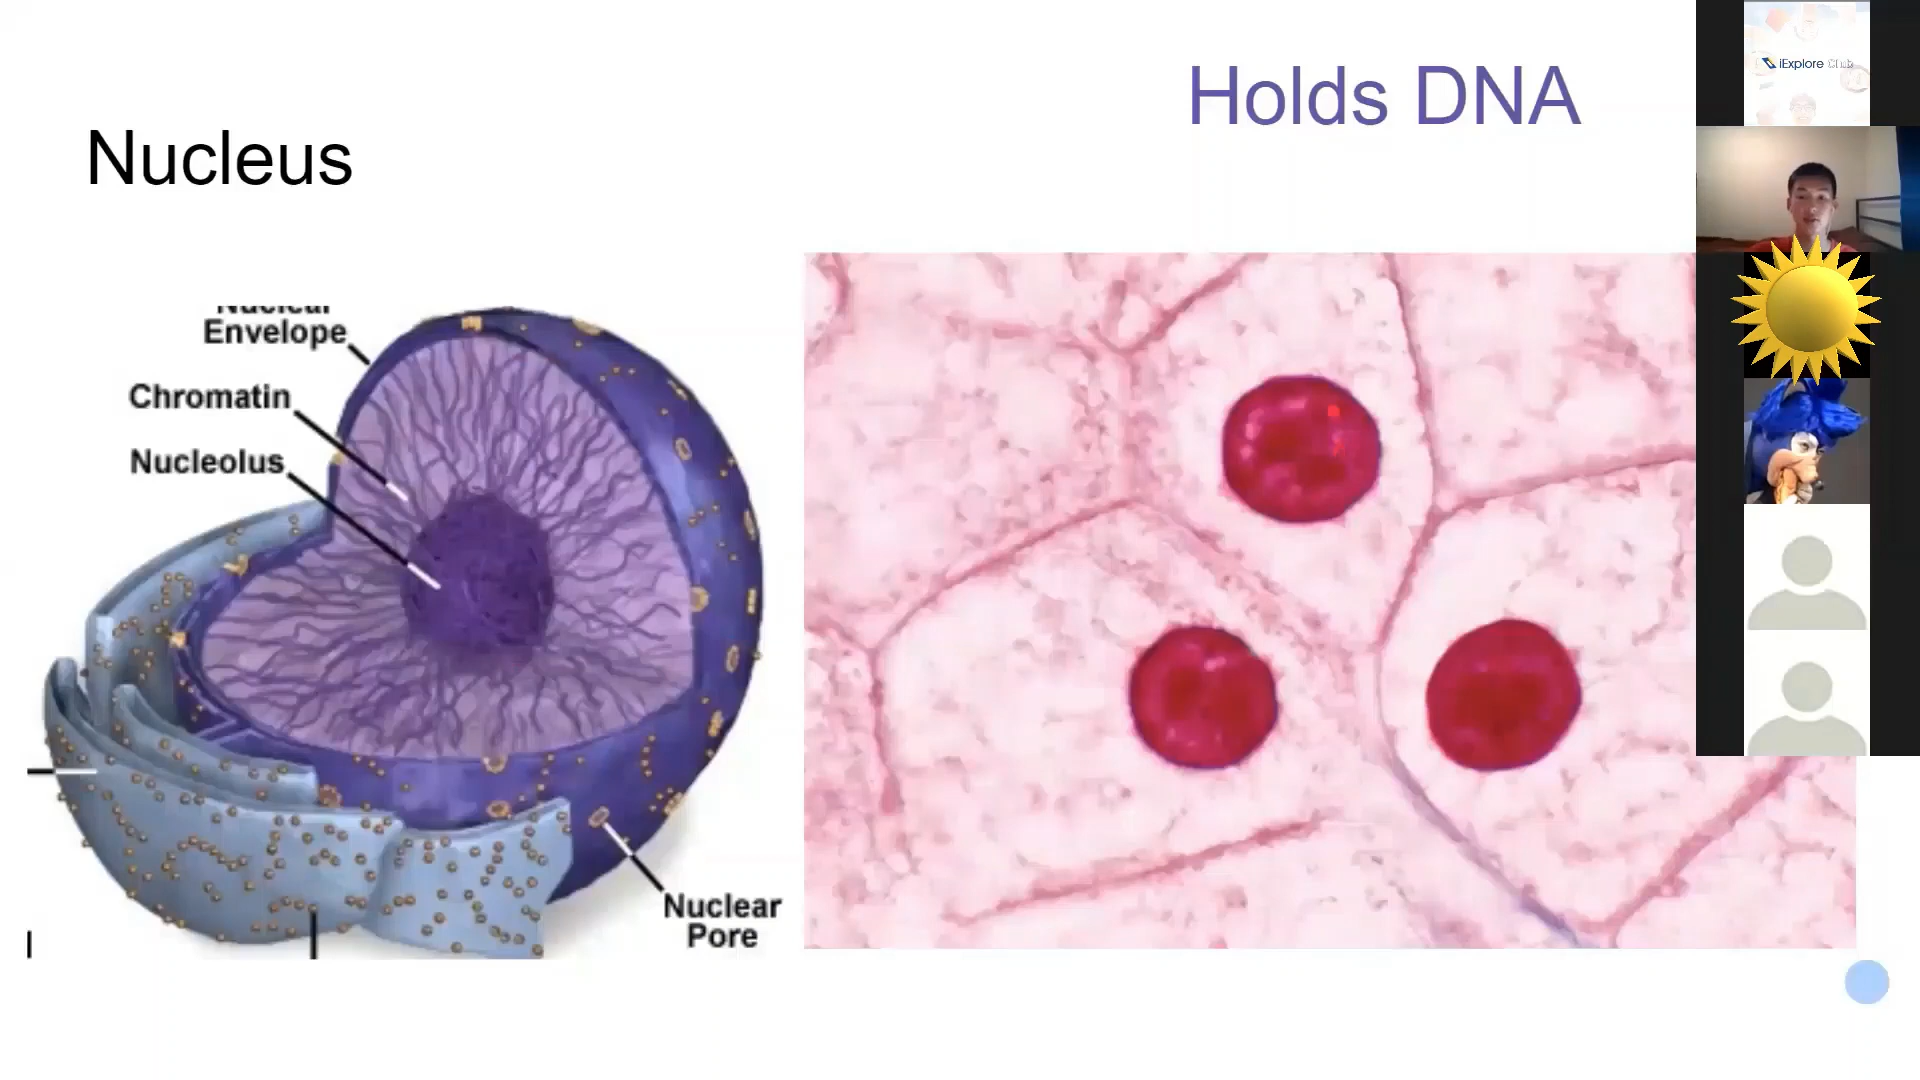 Holds DNA
Nucleus
Nuclear
Envelope
Chromatin
Nucleolus
Nuclear
Pore
iExplore Club